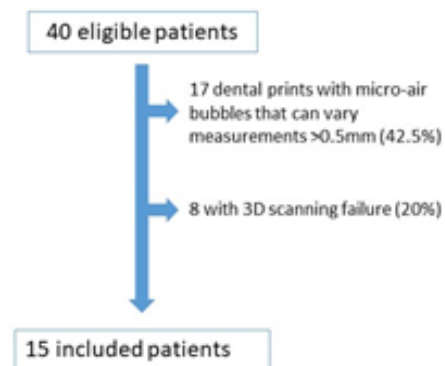 40 eligible patients
17 dental prints with micro-air
bubbles that can vary
measurements >0.5mm (42.5%)
8 with 3D scanning failure (20%)
15 included patients